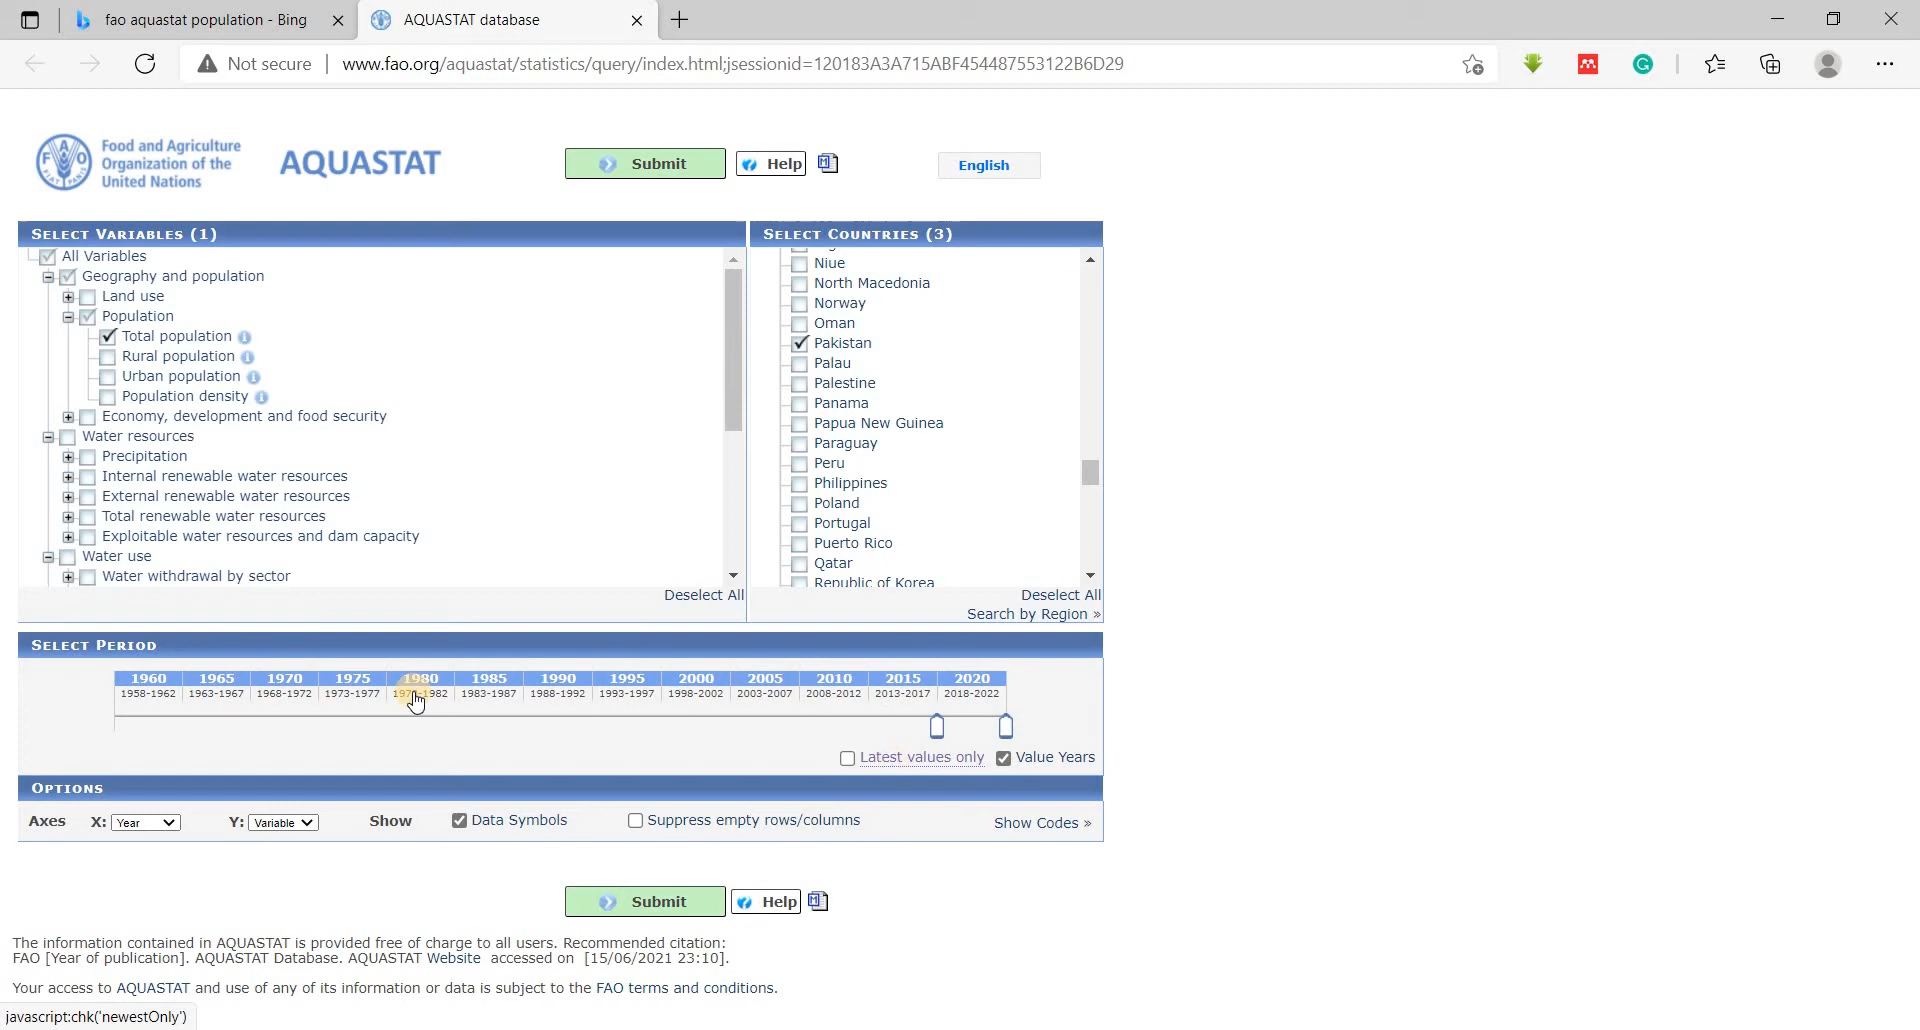 fao aquastat population - Bing
AQUASTAT database
Not secure
www.fao.org/aquastat/statistics/query/index.html;jsessionid=120183A3A715ABF454487553122B6D29
Food and Agriculture
Organization of the
United Nations
AQUASTAT
Submit
Help
English
SELECT VARIABLES (1)
All Variables
Geography and population
Land use
Population
Total population
Rural population
Urban population
Population density
Economy, development and food security
Water resources
Precipitation
Internal renewable water resources
External renewable water resources
Total renewable water resources
Exploitable water resources and dam capacity
Water use
Water withdrawal by sector
Deselect All
SELECT COUNTRIES (3)
Niue
North Macedonia
Norway
Oman
Pakistan
Palau
Palestine
Panama
Papua New Guinea
Paraguay
Peru
Philippines
Poland
Portugal
Puerto Rico
Qatar
Republic of Korea
Deselect All
Search by Region »
SELECT PERIOD
1960 1965 1970 1975 1980 1985 1990 1995 2000 2005 2010 2015 2020
1958-1962 1963-1967 1968-1972 1973-1977 1982 1983-1987 1988-1992 1993-1997 1998-2002 2003-2007 2008-2012 2013-2017 2018-2022
Latest values only Value Years
OPTIONS
Axes X: Year Y: Variable Show Data Symbols Suppress empty rows/columns Show Codes »
Submit
Help
The information contained in AQUASTAT is provided free of charge to all users. Recommended citation:
FAO [Year of publication]. AQUASTAT Database. AQUASTAT Website accessed on [15/06/2021 23:10].
Your access to AQUASTAT and use of any of its information or data is subject to the FAO terms and conditions.
javascript:chk('newestOnly')